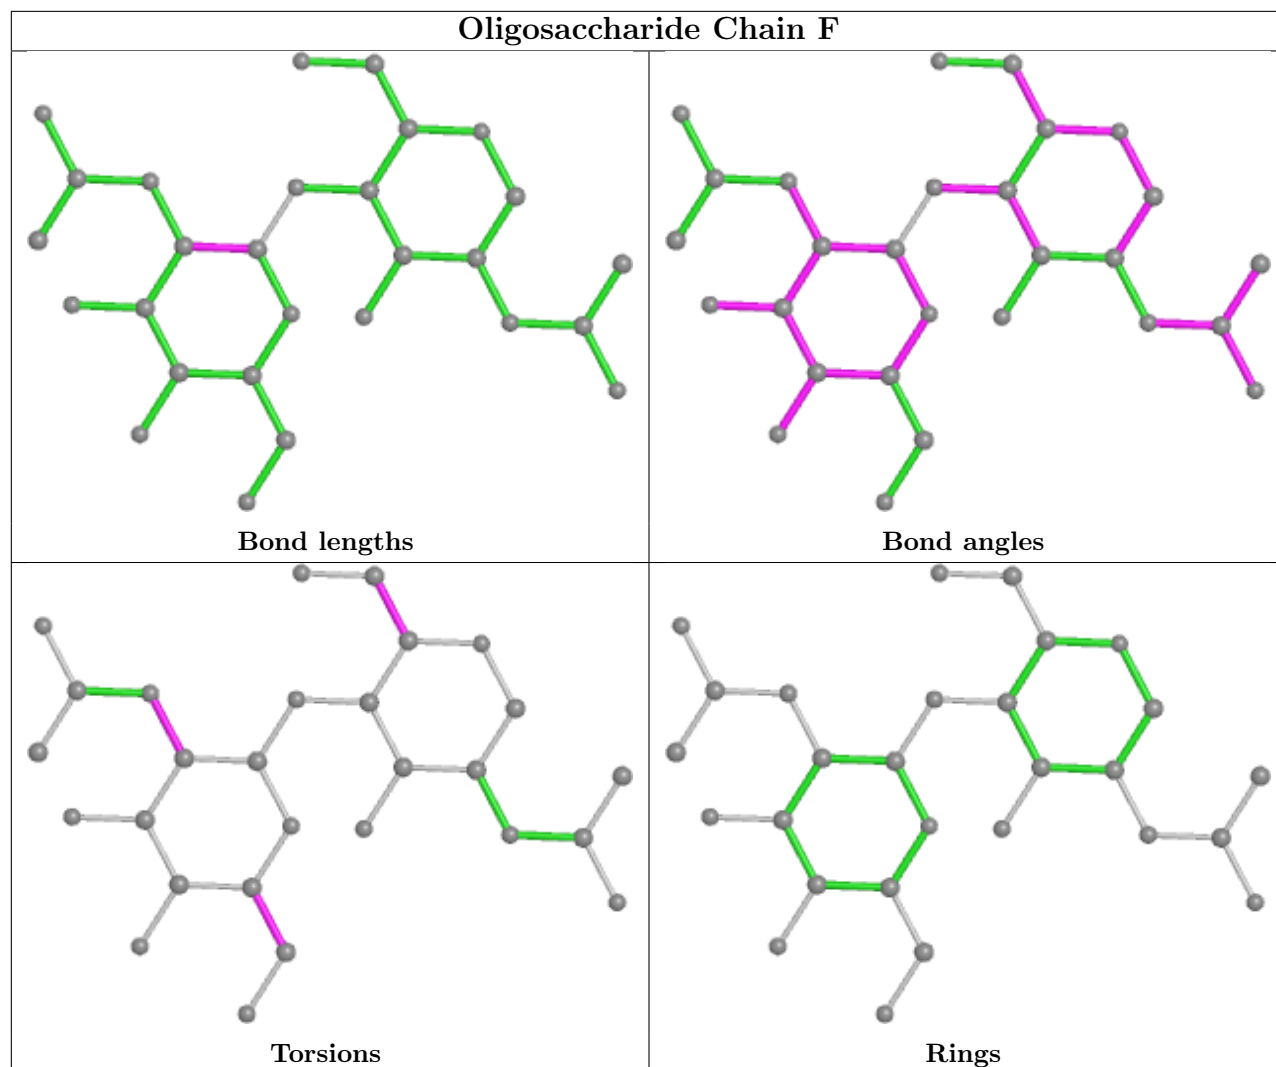 Oligosaccharide Chain F
Bond lengths
Bond angles
Torsions
Rings